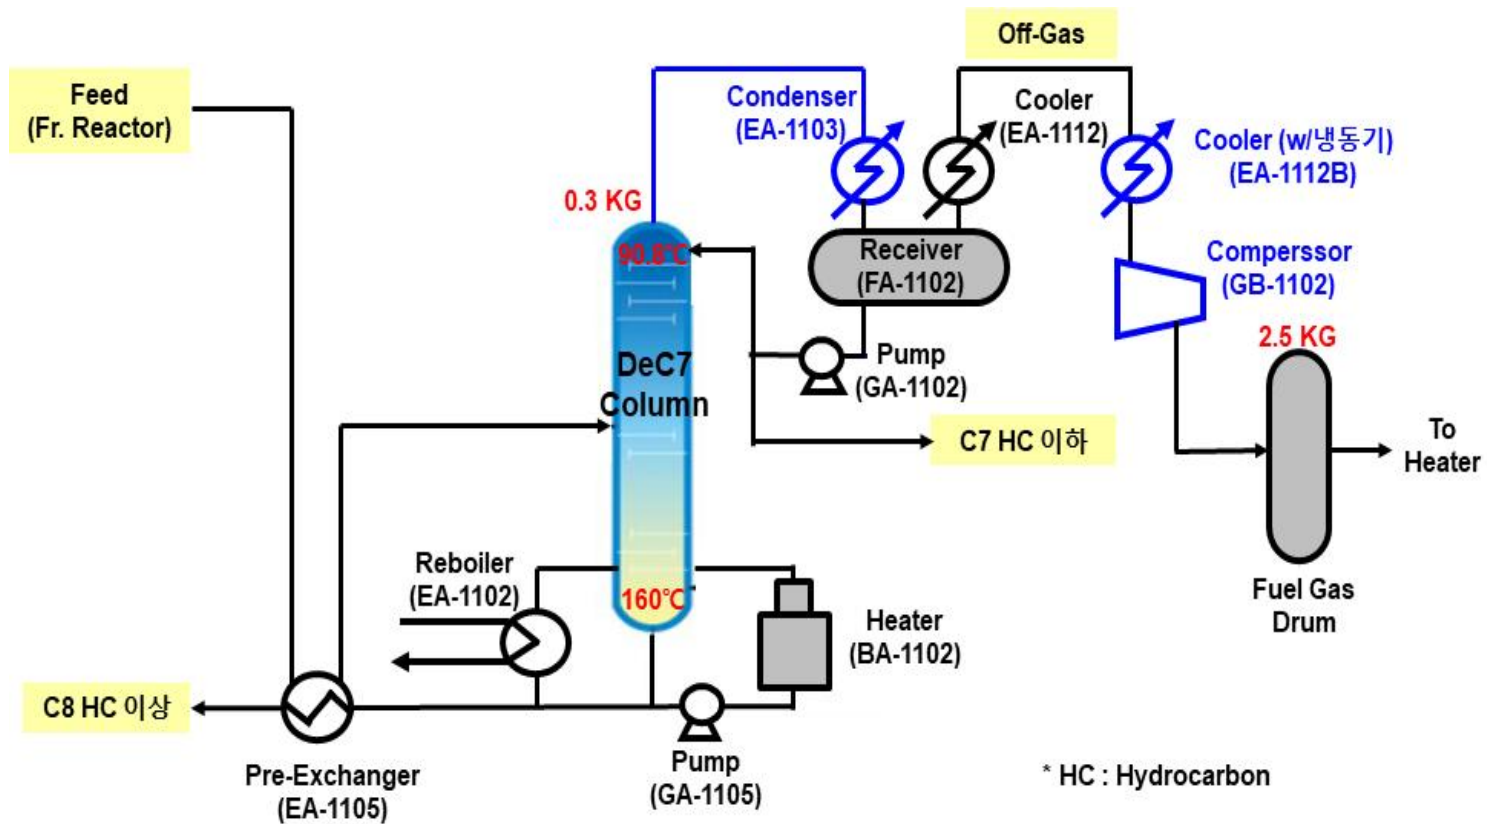 Off-Gas
Feed
(Fr. Reactor)
Condenser
(EA-1103)
Cooler
(EA-1112)
Cooler (w/냉동기)
(EA-1112B)
0.3 KG
90.8℃
Receiver
(FA-1102)
Comperssor
(GB-1102)
2.5 KG
DeC7
Column
Pump
(GA-1102)
C7 HC 이하
To
Heater
Reboiler
(EA-1102)
160℃
Heater
(BA-1102)
Fuel Gas
Drum
C8 HC 이상
Pre-Exchanger
(EA-1105)
Pump
(GA-1105)
* HC : Hydrocarbon